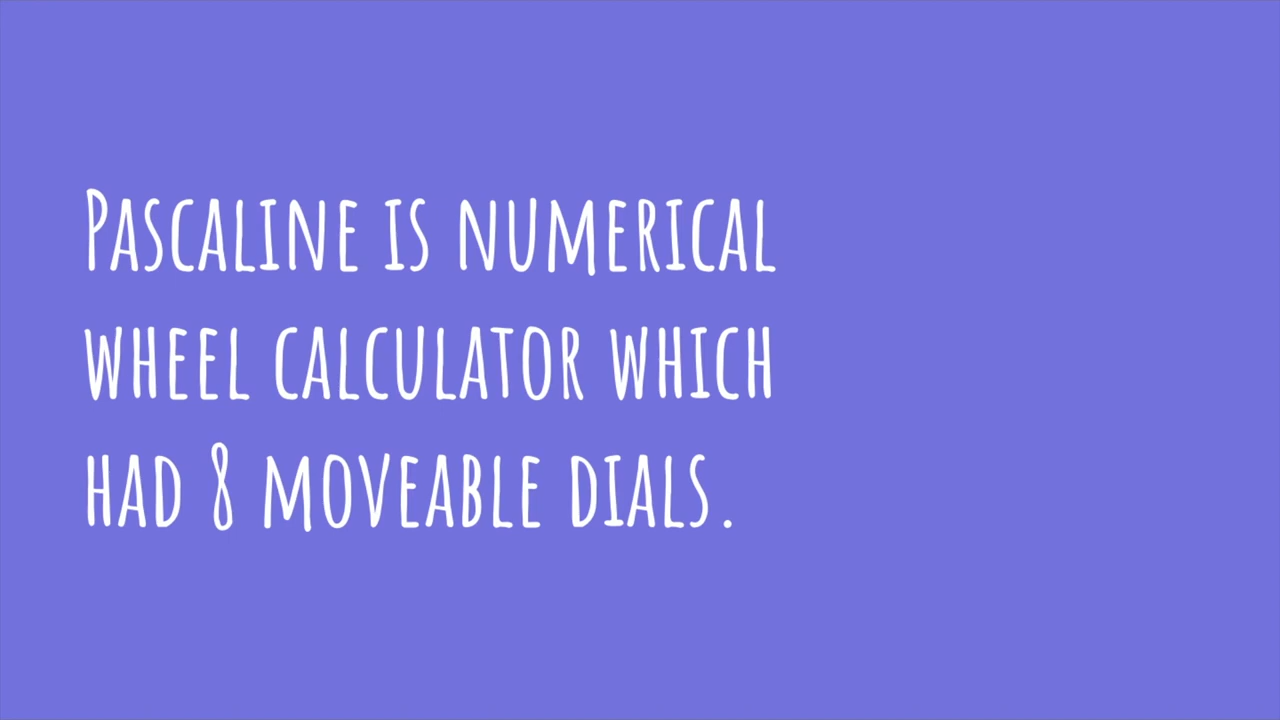 Pascaline is numerical
wheel calculator which
had 8 moveable dials.